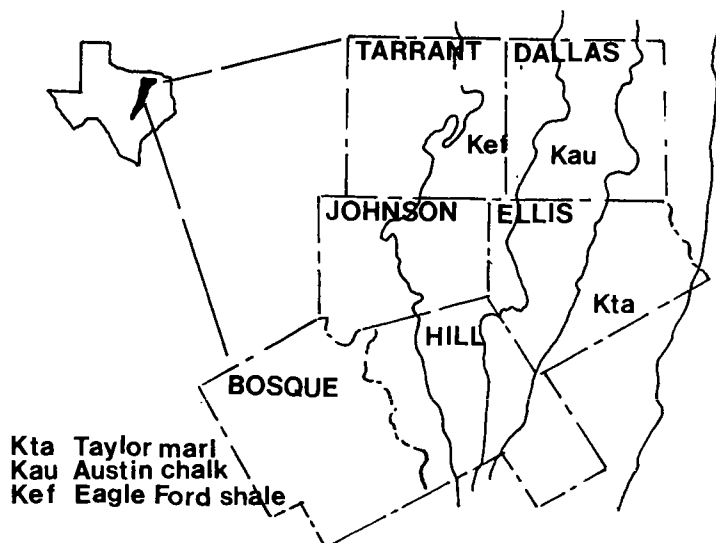 TARRANT DALLAS
Kef
Kau
JOHNSON ELLIS
Kta
HILL
BOSQUE
Kta Taylor marl
Kau Austin chalk
Kef Eagle Ford shale